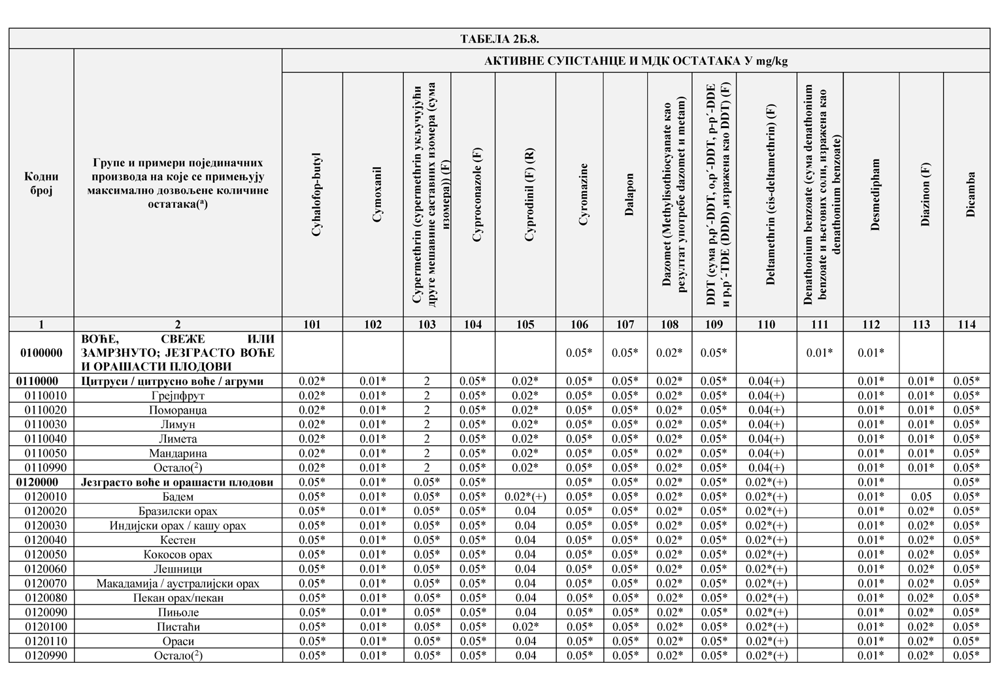 ТАБЕЛА 2Б.8.
Кодни
број
Групе и примери појединачних
производа на које се примењују
максимално дозвољене количине
остатака(ª)
АКТИВНЕ СУПСТАНЦЕ И МДК ОСТАТАКА У mg/kg
Cyhalofop-butyl
Cymoxanil
Cypermethrin (cypermethrin укључујући
друге мешавине саставних изомера (сума
изомера)) (F)
Cyproconazole (F)
Cyprodinil (F) (R)
Cyromazine
Dalapon
Dazomet (Methylisothiocyanate као
резултат употребе dazomet и metam)
DDT (сума p,p´-DDT, o,p´-DDT, p-p´-DDE
и p,p´-TDE (DDD) ,изражена као DDT) (F)
Deltamethrin (cis-deltamethrin) (F)
Denathonium benzoate (сума denathonium
benzoate и његових соли, изражена као
denathonium benzoate)
Desmedipham
Diazinon (F)
Dicamba
1 2 101 102 103 104 105 106 107 108 109 110 111 112 113 114
ВОЋЕ, СВЕЖЕ ИЛИ
0100000 ЗАМРЗНУТО; ЈЕЗГРАСТО ВОЋЕ 0.05* 0.05* 0.02* 0.05* 0.01* 0.01*
И ОРАШАСТИ ПЛОДОВИ
0110000 Цитруси / цитрусно воће / агруми 0.02* 0.01* 2 0.05* 0.02* 0.05* 0.05* 0.02* 0.05* 0.04(+) 0.01* 0.01* 0.05*
0110010 Грејпфрут 0.02* 0.01* 2 0.05* 0.02* 0.05* 0.05* 0.02* 0.05* 0.04(+) 0.01* 0.01* 0.05*
0110020 Поморанџа 0.02* 0.01* 2 0.05* 0.02* 0.05* 0.05* 0.02* 0.05* 0.04(+) 0.01* 0.01* 0.05*
0110030 Лимун 0.02* 0.01* 2 0.05* 0.02* 0.05* 0.05* 0.02* 0.05* 0.04(+) 0.01* 0.01* 0.05*
0110040 Лимета 0.02* 0.01* 2 0.05* 0.02* 0.05* 0.05* 0.02* 0.05* 0.04(+) 0.01* 0.01* 0.05*
0110050 Мандарина 0.02* 0.01* 2 0.05* 0.02* 0.05* 0.05* 0.02* 0.05* 0.04(+) 0.01* 0.01* 0.05*
0110990 Остало(²) 0.02* 0.01* 2 0.05* 0.02* 0.05* 0.05* 0.02* 0.05* 0.04(+) 0.01* 0.01* 0.05*
0120000 Језграсто воће и орашасти плодови 0.05* 0.01* 0.05* 0.05* 0.05* 0.05* 0.02* 0.05* 0.02*(+) 0.01* 0.05*
0120010 Бадем 0.05* 0.01* 0.05* 0.05* 0.02*(+) 0.05* 0.05* 0.02* 0.05* 0.02*(+) 0.01* 0.05 0.05*
0120020 Бразилски орах 0.05* 0.01* 0.05* 0.05* 0.04 0.05* 0.05* 0.02* 0.05* 0.02*(+) 0.01* 0.02* 0.05*
0120030 Индијски орах / кашу орах 0.05* 0.01* 0.05* 0.05* 0.04 0.05* 0.05* 0.02* 0.05* 0.02*(+) 0.01* 0.02* 0.05*
0120040 Кестен 0.05* 0.01* 0.05* 0.05* 0.04 0.05* 0.05* 0.02* 0.05* 0.02*(+) 0.01* 0.02* 0.05*
0120050 Кокосов орах 0.05* 0.01* 0.05* 0.05* 0.04 0.05* 0.05* 0.02* 0.05* 0.02*(+) 0.01* 0.02* 0.05*
0120060 Лешници 0.05* 0.01* 0.05* 0.05* 0.04 0.05* 0.05* 0.02* 0.05* 0.02*(+) 0.01* 0.02* 0.05*
0120070 Макадамија / аустралијски орах 0.05* 0.01* 0.05* 0.05* 0.04 0.05* 0.05* 0.02* 0.05* 0.02*(+) 0.01* 0.02* 0.05*
0120080 Пекан орах/пекан 0.05* 0.01* 0.05* 0.05* 0.04 0.05* 0.05* 0.02* 0.05* 0.02*(+) 0.01* 0.02* 0.05*
0120090 Пињоле 0.05* 0.01* 0.05* 0.05* 0.04 0.05* 0.05* 0.02* 0.05* 0.02*(+) 0.01* 0.02* 0.05*
0120100 Пистаћи 0.05* 0.01* 0.05* 0.05* 0.02* 0.05* 0.05* 0.02* 0.05* 0.02*(+) 0.01* 0.02* 0.05*
0120110 Ораси 0.05* 0.01* 0.05* 0.05* 0.04 0.05* 0.05* 0.02* 0.05* 0.02*(+) 0.01* 0.02* 0.05*
0120990 Остало(²) 0.05* 0.01* 0.05* 0.05* 0.04 0.05* 0.05* 0.02* 0.05* 0.02*(+) 0.01* 0.02* 0.05*